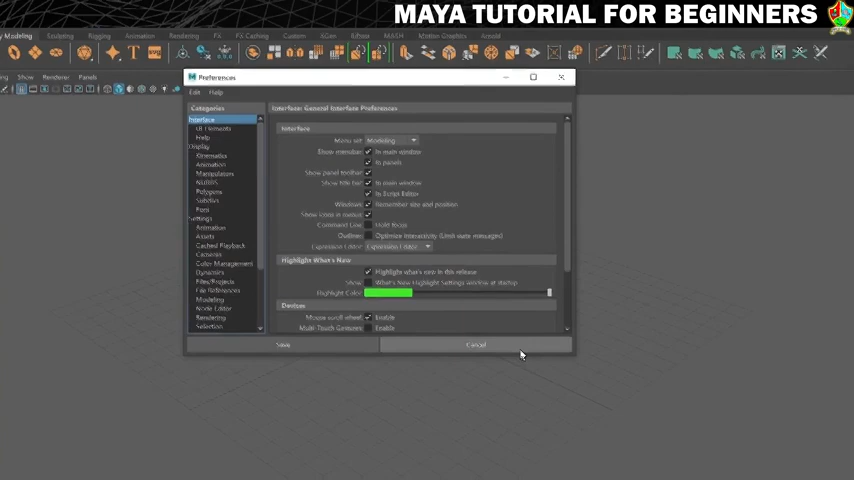 MAYA TUTORIAL FOR BEGINNERS
Modeling Sculpting Rigging Animation Rendering FX FX Caching Custom XGen Bifrost MASH Motion Graphics Arnold
Show Renderer Panels
Preferences
Edit Help
Categories
Interface
UI Elements
Help
Display
Kinematics
Animation
Manipulators
NURBS
Polygons
Subdivs
Font
Settings
Animation
Assets
Cached Playback
Cameras
Color Management
Dynamics
Files/Projects
File References
Modeling
Node Editor
Rendering
Selection
Interface: General Interface Preferences
Interface
Menu set: Modeling
Show menubar: In main window
In panels
Show panel toolbar:
Show title bar: In main window
In Script Editor
Windows: Remember size and position
Show icons in menus:
Command Line: Hold focus
Outliner: Optimize interactivity (Limit state messages)
Expression Editor: Expression Editor
Highlight What's New
Highlight what's new in this release
Show: What's New Highlight Settings window at startup
Highlight Color:
Devices
Mouse scroll wheel: Enable
Multi-Touch Gestures: Enable
Save Cancel